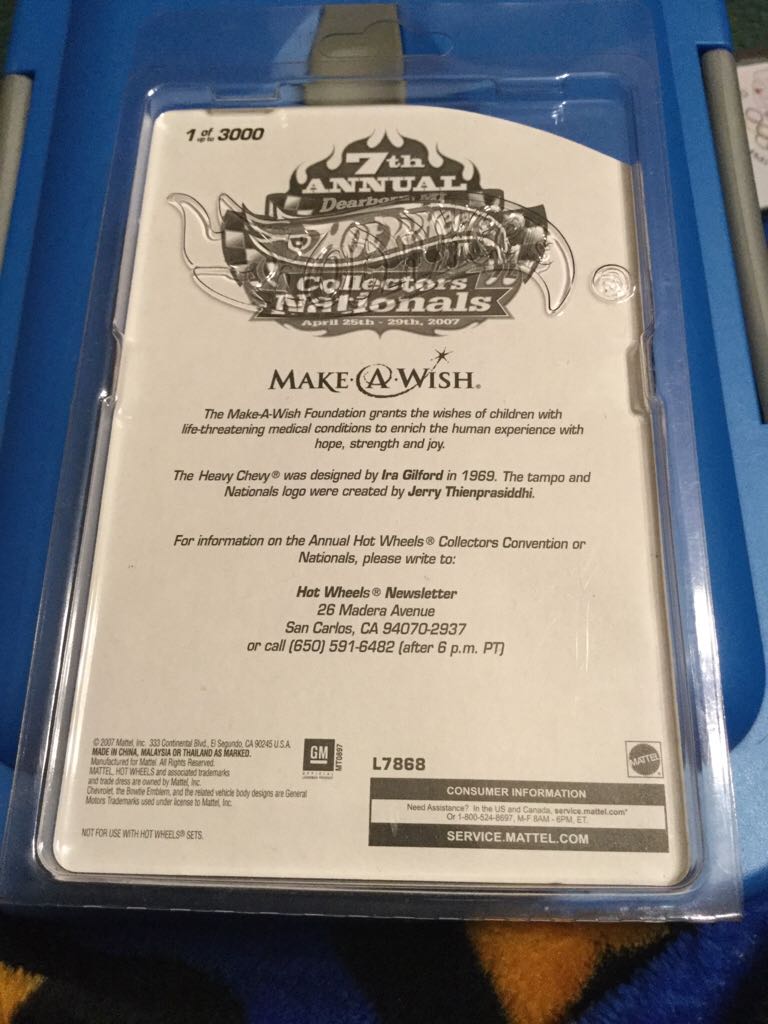 1 of up to 3000
7th
ANNUAL
Dearborn, MI
Collectors
Nationals
April 25th - 29th, 2007
MAKE·A·WISH®
The Make-A-Wish Foundation grants the wishes of children with
life-threatening medical conditions to enrich the human experience with
hope, strength and joy.
The Heavy Chevy® was designed by Ira Gilford in 1969. The tampo and
Nationals logo were created by Jerry Thienprasiddhi.
For information on the Annual Hot Wheels® Collectors Convention or
Nationals, please write to:
Hot Wheels® Newsletter
26 Madera Avenue
San Carlos, CA 94070-2937
or call (650) 591-6482 (after 6 p.m. PT)
© 2007 Mattel, Inc. 333 Continental Blvd., El Segundo, CA 90245 U.S.A.
MADE IN CHINA, MALAYSIA OR THAILAND AS MARKED.
Manufactured for Mattel. All Rights Reserved.
MATTEL, HOT WHEELS and associated trademarks
and trade dress are owned by Mattel, Inc.
Chevrolet, the Bowtie Emblem, and the related vehicle body designs are General
Motors Trademarks used under license to Mattel, Inc.
NOT FOR USE WITH HOT WHEELS® SETS.
GM
OFFICIAL
LICENSED PRODUCT
MT0897
L7868
MATTEL
CONSUMER INFORMATION
Need Assistance? In the US and Canada, service.mattel.com*
Or 1-800-524-8697, M-F 8AM - 6PM, ET.
SERVICE.MATTEL.COM